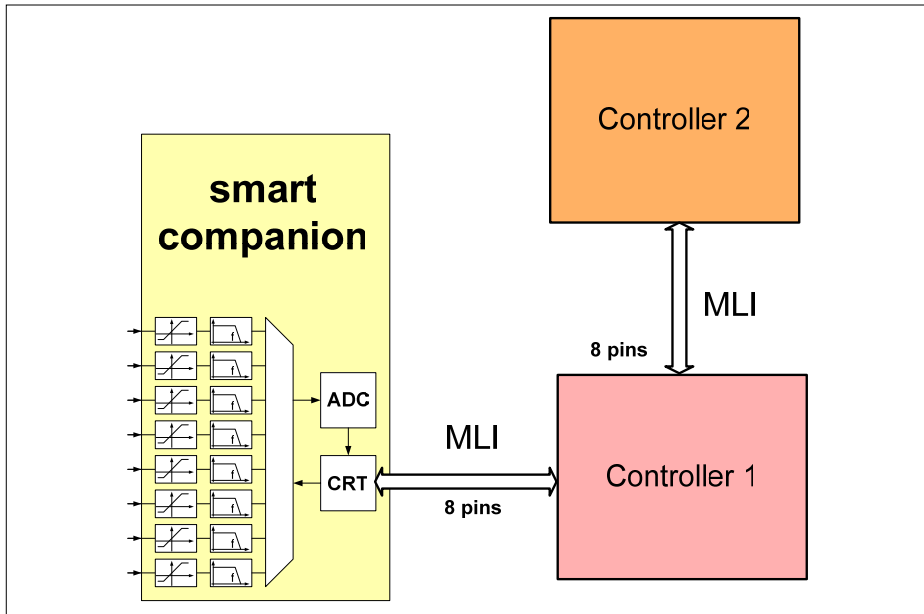 Controller 2
smart
companion
MLI
8 pins
f
f
f
f
f
f
f
f
ADC
CRT
MLI
8 pins
Controller 1